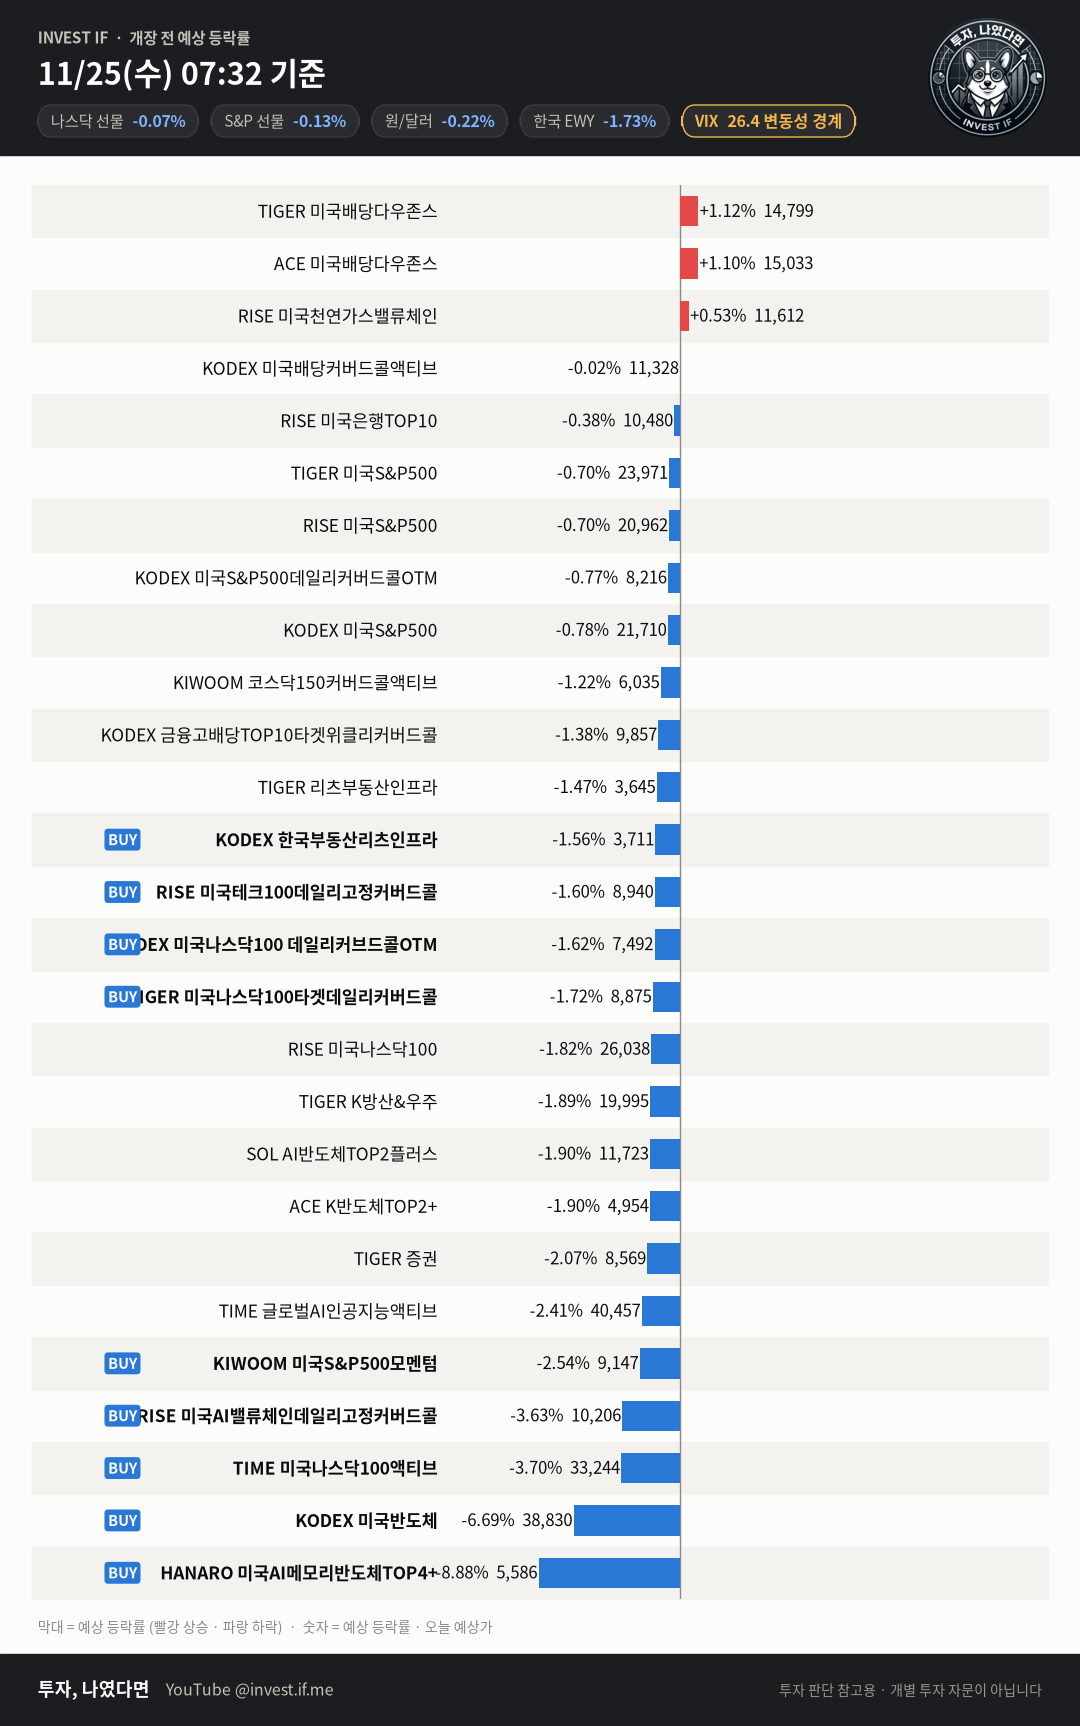 INVEST IF · 개장 전 예상 등락률
11/25(수) 07:32 기준
나스닥 선물 -0.07% S&P 선물 -0.13% 원/달러 -0.22% 한국 EWY -1.73% VIX 26.4 변동성 경계
투자, 나였다면
INVEST IF
TIGER 미국배당다우존스 +1.12% 14,799
ACE 미국배당다우존스 +1.10% 15,033
RISE 미국천연가스밸류체인 +0.53% 11,612
KODEX 미국배당커버드콜액티브 -0.02% 11,328
RISE 미국은행TOP10 -0.38% 10,480
TIGER 미국S&P500 -0.70% 23,971
RISE 미국S&P500 -0.70% 20,962
KODEX 미국S&P500데일리커버드콜OTM -0.77% 8,216
KODEX 미국S&P500 -0.78% 21,710
KIWOOM 코스닥150커버드콜액티브 -1.22% 6,035
KODEX 금융고배당TOP10타겟위클리커버드콜 -1.38% 9,857
TIGER 리츠부동산인프라 -1.47% 3,645
BUY KODEX 한국부동산리츠인프라 -1.56% 3,711
BUY RISE 미국테크100데일리고정커버드콜 -1.60% 8,940
BUY DEX 미국나스닥100 데일리커브드콜OTM -1.62% 7,492
BUY IGER 미국나스닥100타겟데일리커버드콜 -1.72% 8,875
RISE 미국나스닥100 -1.82% 26,038
TIGER K방산&우주 -1.89% 19,995
SOL AI반도체TOP2플러스 -1.90% 11,723
ACE K반도체TOP2+ -1.90% 4,954
TIGER 증권 -2.07% 8,569
TIME 글로벌AI인공지능액티브 -2.41% 40,457
BUY KIWOOM 미국S&P500모멘텀 -2.54% 9,147
BUY RISE 미국AI밸류체인데일리고정커버드콜 -3.63% 10,206
BUY TIME 미국나스닥100액티브 -3.70% 33,244
BUY KODEX 미국반도체 -6.69% 38,830
BUY HANARO 미국AI메모리반도체TOP4+ -8.88% 5,586
막대 = 예상 등락률 (빨강 상승 · 파랑 하락) · 숫자 = 예상 등락률 · 오늘 예상가
투자, 나였다면 YouTube @invest.if.me
투자 판단 참고용 · 개별 투자 자문이 아닙니다